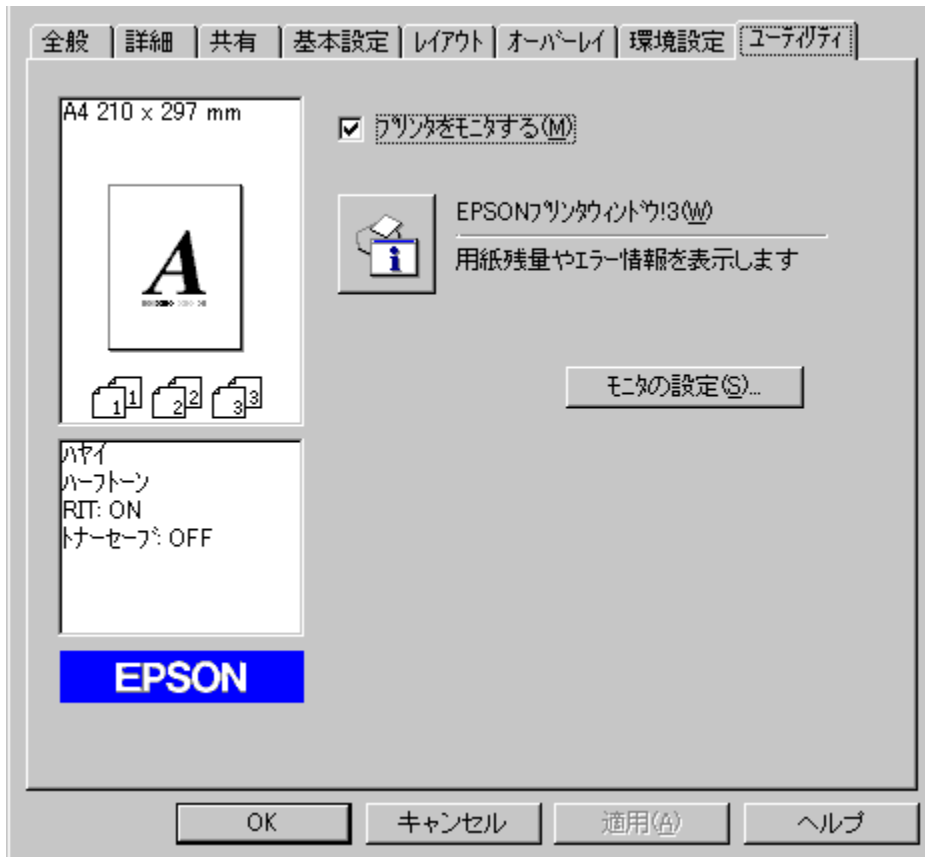 全般 詳細 共有 基本設定 ﾚｲｱｳﾄ ｵｰﾊﾞｰﾚｲ 環境設定 ﾕｰﾃｨﾘﾃｨ
A4 210 x 297 mm
A
1 1 2 2 3 3
ﾊﾔｲ
ﾊｰﾌﾄｰﾝ
RIT: ON
ﾄﾅｰｾｰﾌﾞ: OFF
EPSON
ﾌﾟﾘﾝﾀをﾓﾆﾀする(M)
EPSONﾌﾟﾘﾝﾀｳｨﾝﾄﾞｳ!3(W)
用紙残量やｴﾗｰ情報を表示します
ﾓﾆﾀの設定(S)...
OK キャンセル 適用(A) ヘルプ